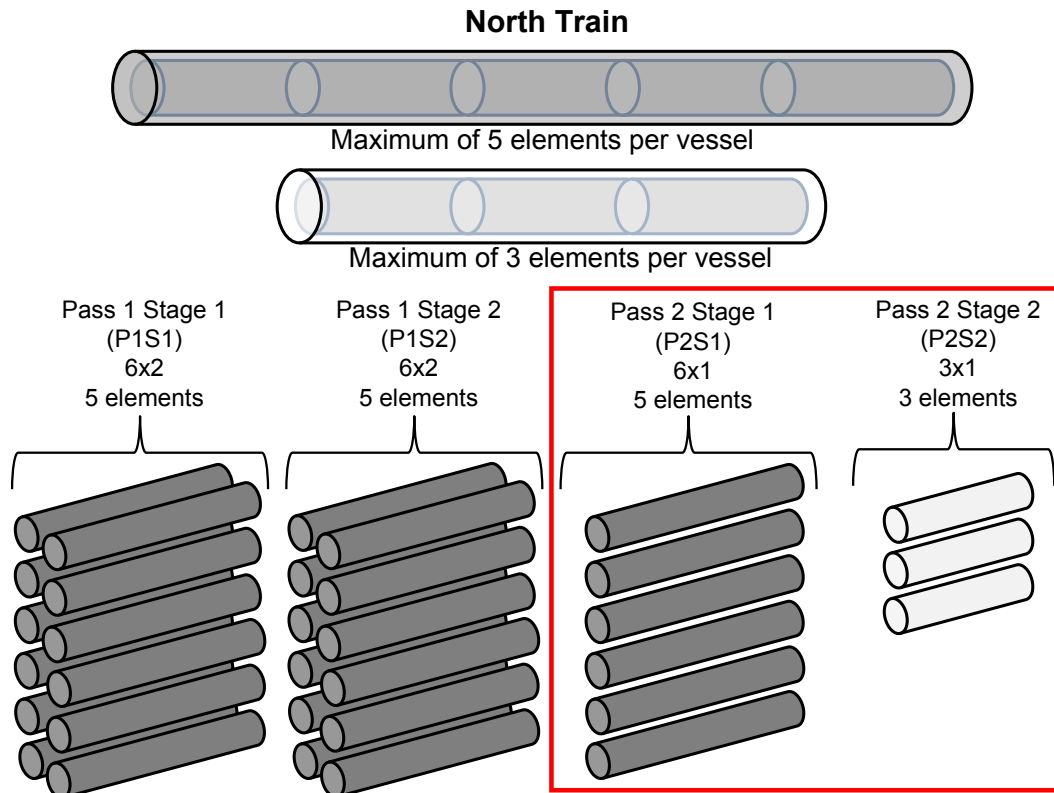 North Train
Maximum of 5 elements per vessel
Maximum of 3 elements per vessel
Pass 1 Stage 1
(P1S1)
6x2
5 elements
Pass 1 Stage 2
(P1S2)
6x2
5 elements
Pass 2 Stage 1
(P2S1)
6x1
5 elements
Pass 2 Stage 2
(P2S2)
3x1
3 elements